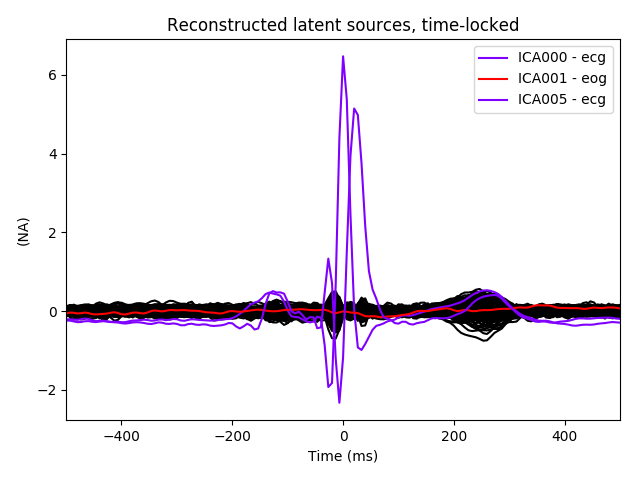 Reconstructed latent sources, time-locked
ICA000 - ecg
ICA001 - eog
ICA005 - ecg
6
4
2
0
−2
(NA)
−400 −200 0 200 400
Time (ms)